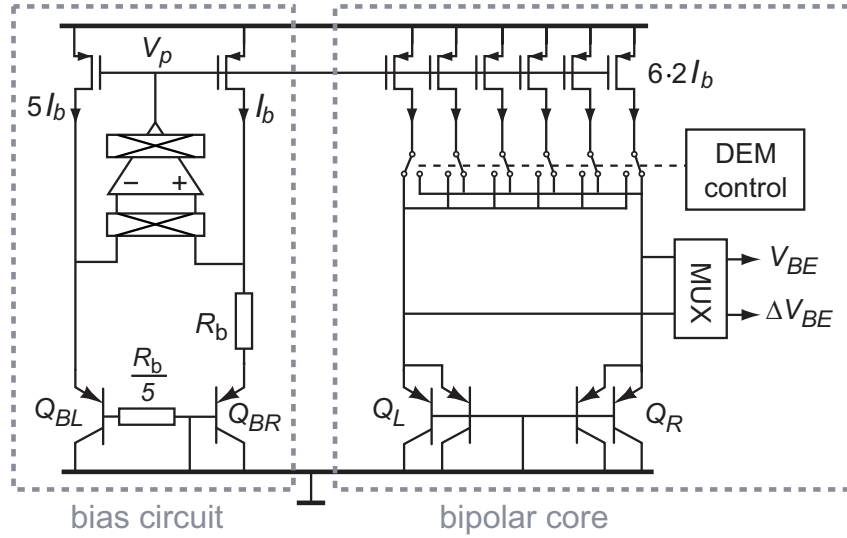 V_p
5I_b
I_b
6·2I_b
− +
DEM
control
R_b
MUX
V_BE
ΔV_BE
R_b
5
Q_BL
Q_BR
Q_L
Q_R
bias circuit
bipolar core